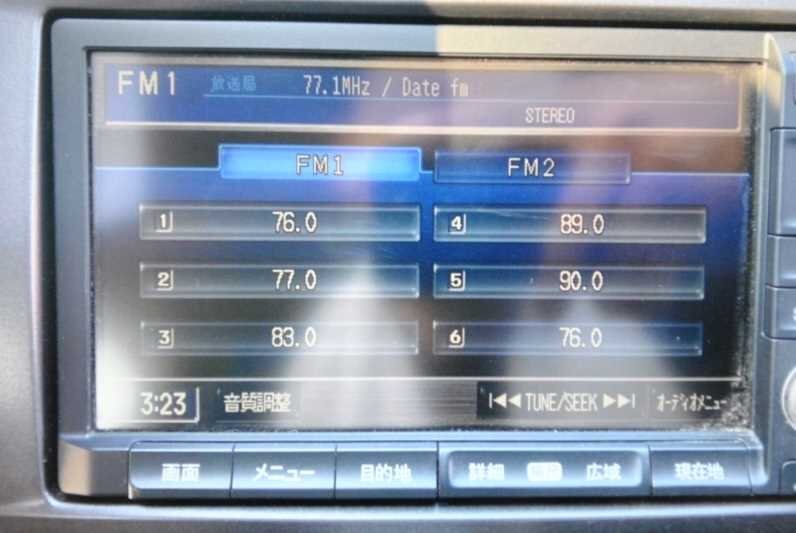 FM1 放送局 77.1MHz / Date fm
STEREO
FM1 FM2
1 76.0 4 89.0
2 77.0 5 90.0
3 83.0 6 76.0
3:23 音質調整 TUNE/SEEK オーディオメニュー
画面 メニュー 目的地 詳細 広域 現在地